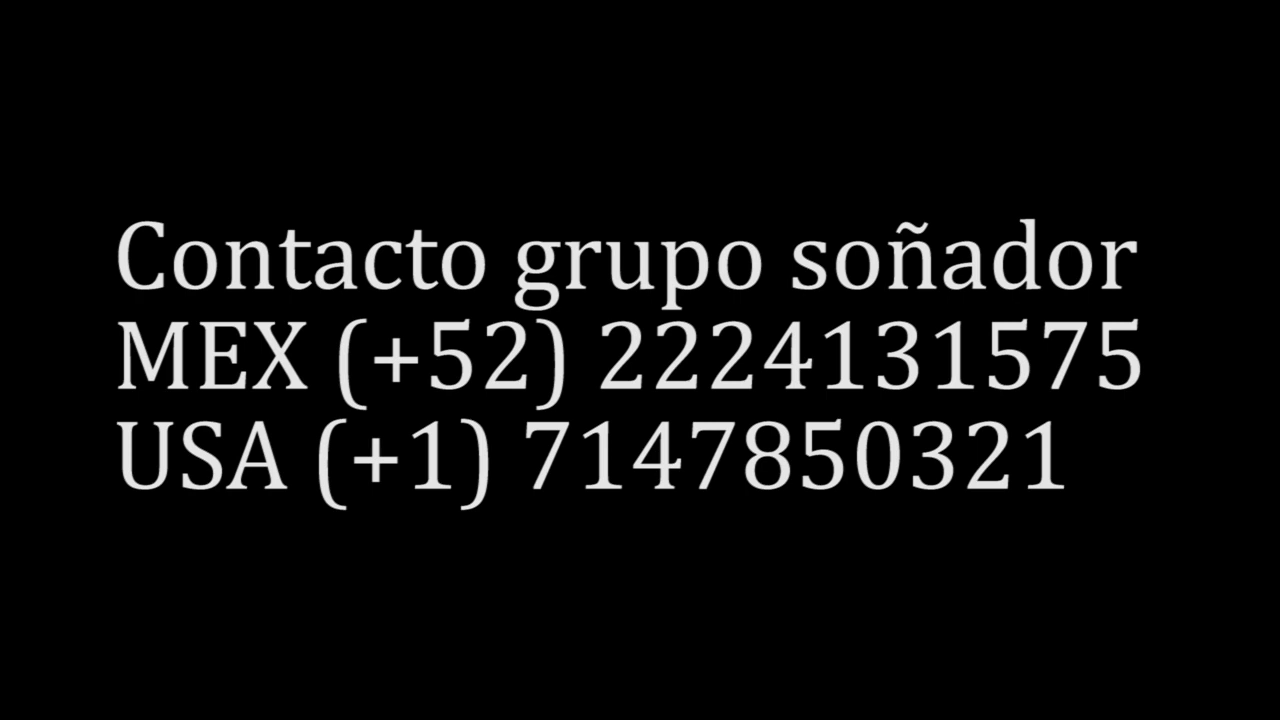 Contacto grupo soñador
MEX (+52) 2224131575
USA (+1) 7147850321